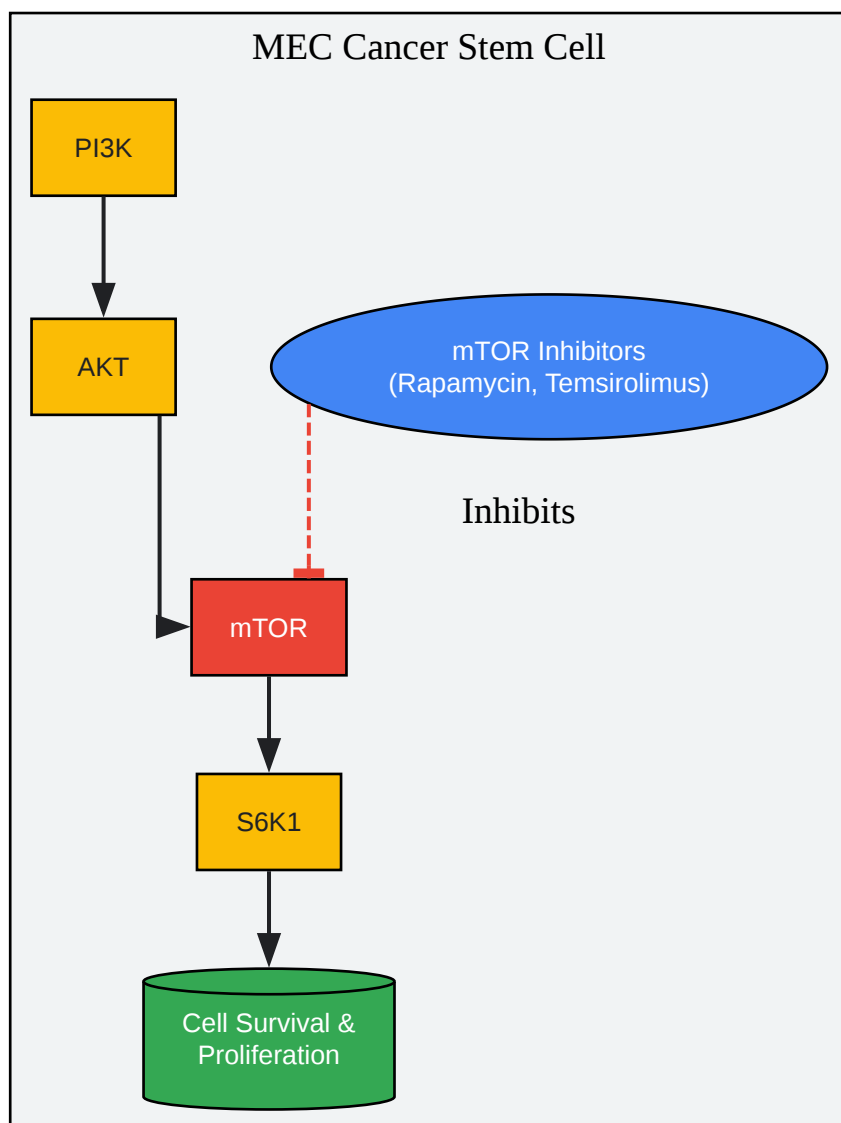 MEC Cancer Stem Cell
PI3K
AKT
mTOR Inhibitors
(Rapamycin, Temsirolimus)
Inhibits
mTOR
S6K1
Cell Survival &
Proliferation